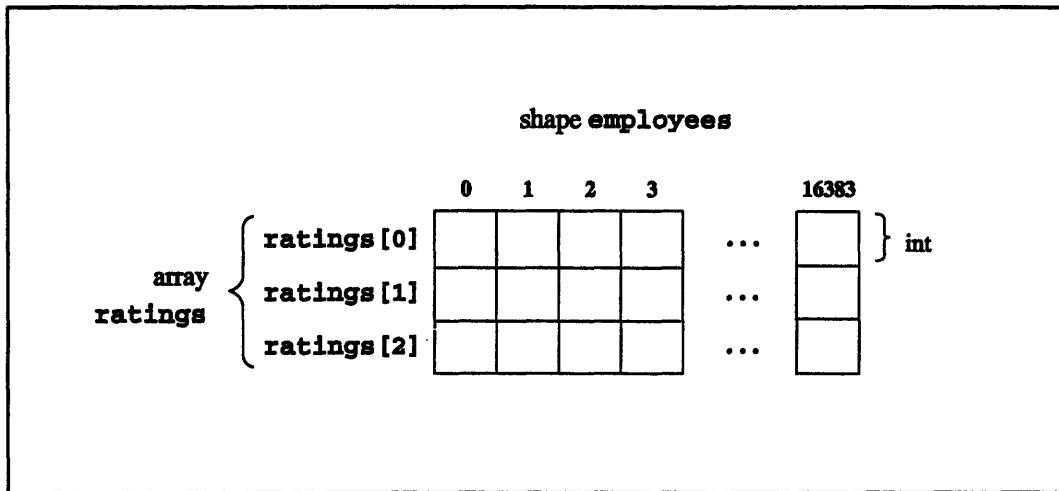 shape employees
0 1 2 3 16383
ratings[0] ... int
array
ratings[1] ...
ratings
ratings[2] ...